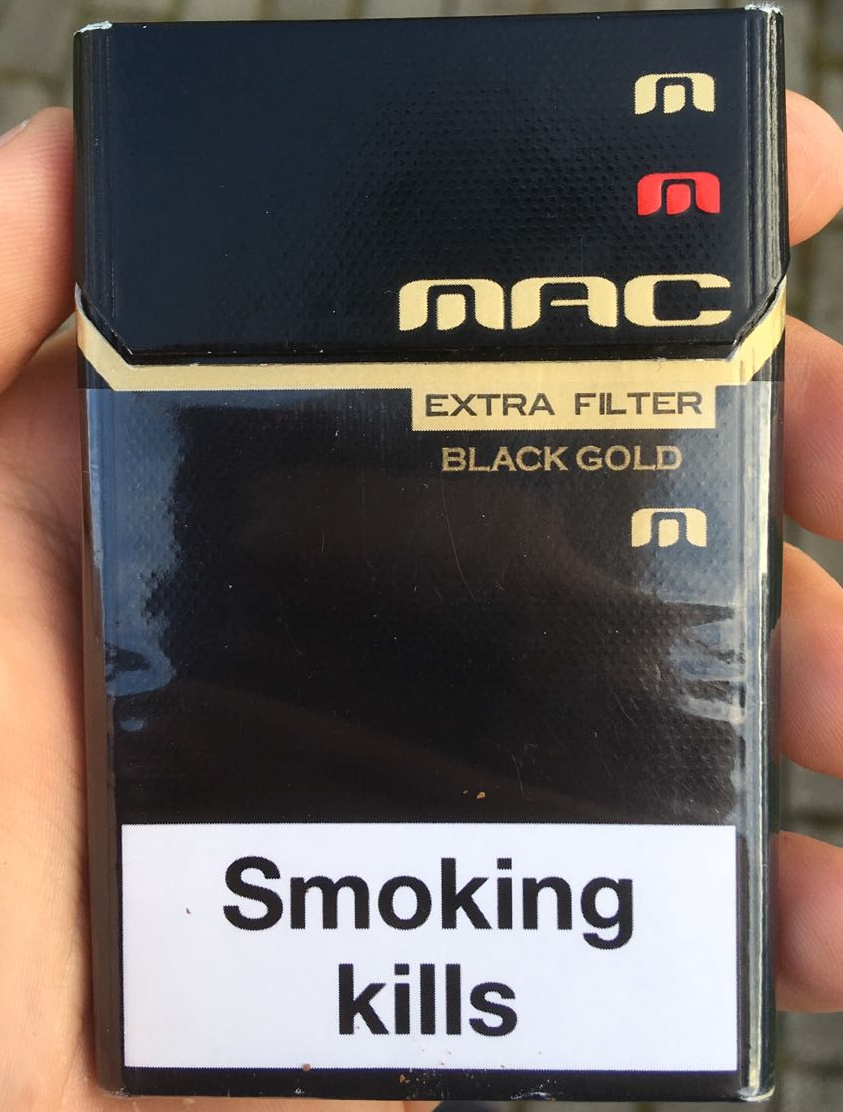 M
M
MAC
EXTRA FILTER
BLACK GOLD
M
Smoking
kills